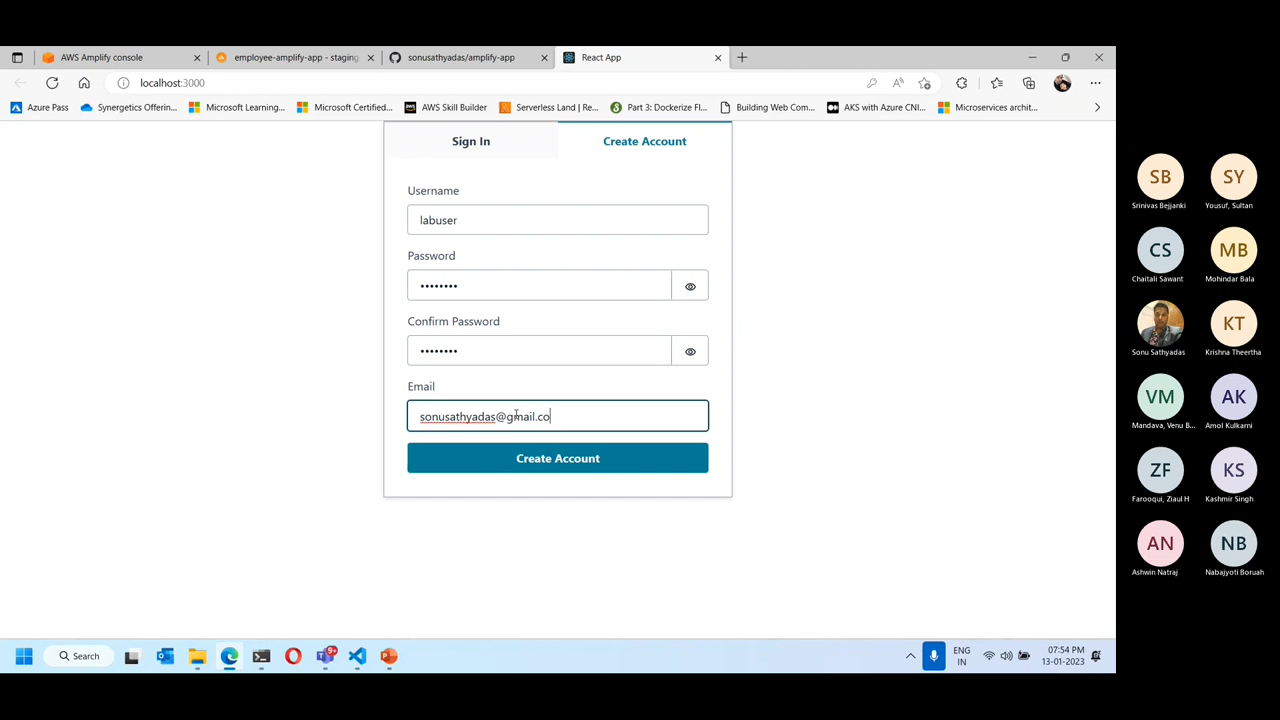 AWS Amplify console
employee-amplify-app - staging
sonusathyadas/amplify-app
React App
localhost:3000
Azure Pass
Synergetics Offerin...
Microsoft Learning...
Microsoft Certified...
AWS Skill Builder
Serverless Land | Re...
Part 3: Dockerize Fl...
Building Web Com...
AKS with Azure CNI...
Microservices archit...
Sign In
Create Account
Username
labuser
Password
••••••••
Confirm Password
••••••••
Email
sonusathyadas@gmail.co
Create Account
SB
Srinivas Bejjanki
SY
Yousuf, Sultan
CS
Chaitali Sawant
MB
Mohindar Bala
Sonu Sathyadas
KT
Krishna Theertha
VM
Mandava, Venu B...
AK
Amol Kulkarni
ZF
Farooqui, Ziaul H
KS
Kashmir Singh
AN
Ashwin Natraj
NB
Nabajyoti Boruah
Search
9+
ENG
IN
07:54 PM
13-01-2023